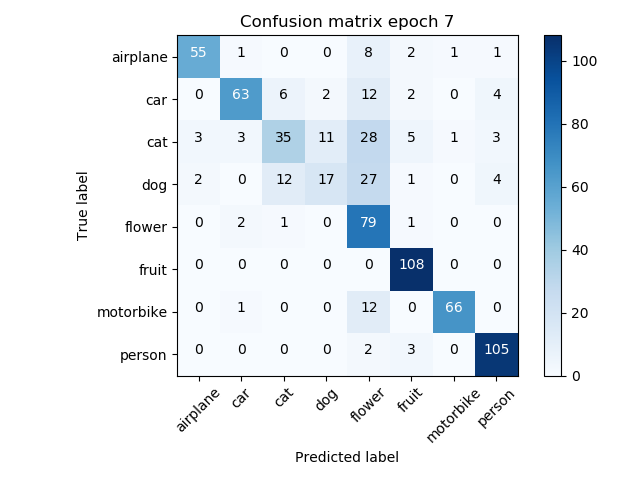 Confusion matrix epoch 7
airplane 55 1 0 0 8 2 1 1
car 0 63 6 2 12 2 0 4
cat 3 3 35 11 28 5 1 3
dog 2 0 12 17 27 1 0 4
flower 0 2 1 0 79 1 0 0
fruit 0 0 0 0 0 108 0 0
motorbike 0 1 0 0 12 0 66 0
person 0 0 0 0 2 3 0 105
airplane car cat dog flower fruit motorbike person
Predicted label
True label
100
80
60
40
20
0